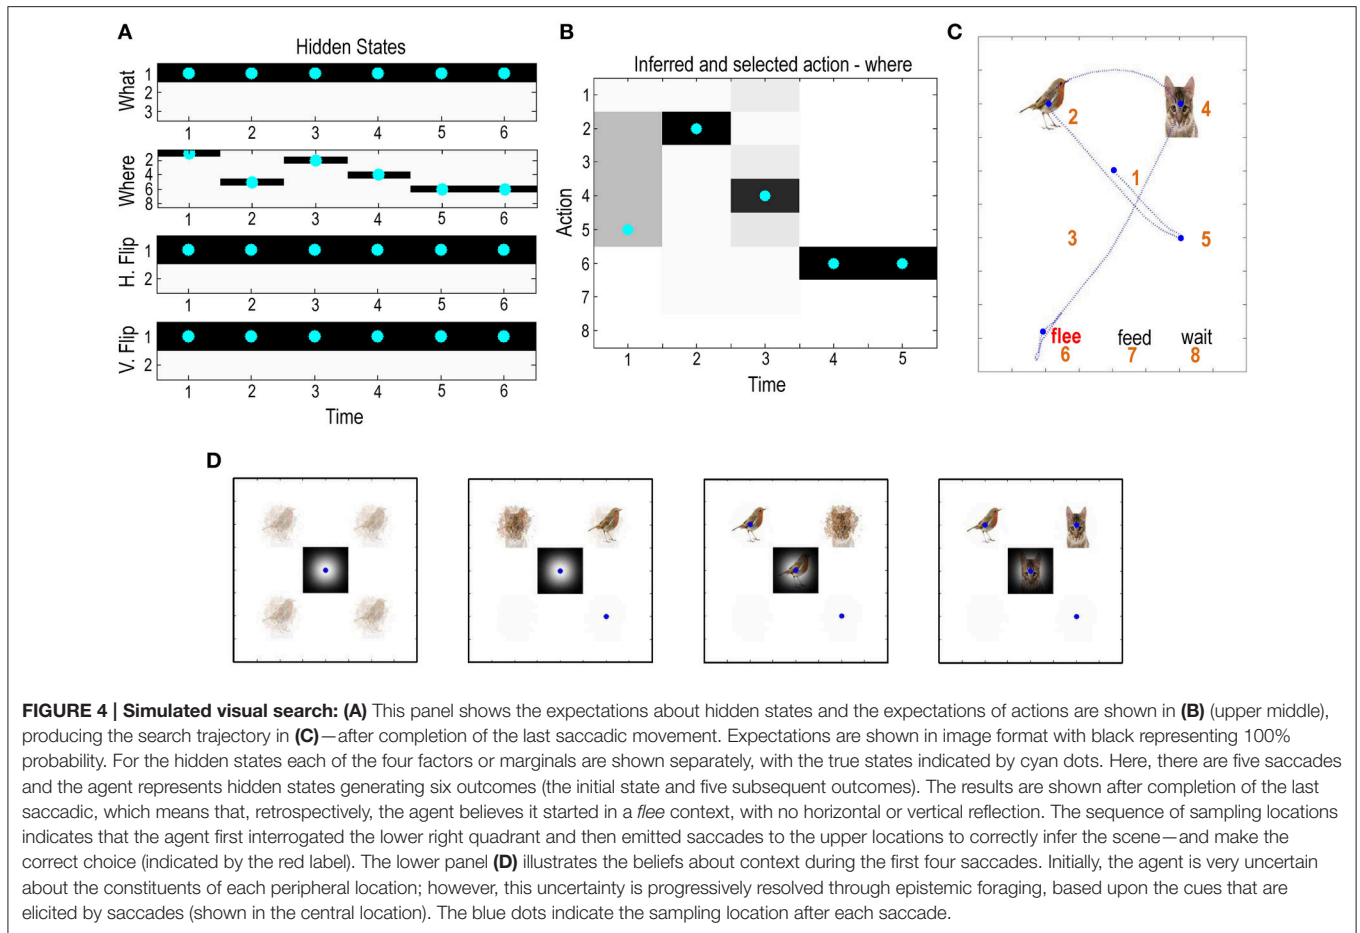 A
Hidden States
What
1
2
3
1 2 3 4 5 6
Where
2
4
6
8
1 2 3 4 5 6
H. Flip
1
2
1 2 3 4 5 6
V. Flip
1
2
1 2 3 4 5 6
Time
B
Inferred and selected action - where
Action
1
2
3
4
5
6
7
8
1 2 3 4 5
Time
C
2
4
1
3
5
flee feed wait
6 7 8
D
FIGURE 4 | Simulated visual search: (A) This panel shows the expectations about hidden states and the expectations of actions are shown in (B) (upper middle),
producing the search trajectory in (C)—after completion of the last saccadic movement. Expectations are shown in image format with black representing 100%
probability. For the hidden states each of the four factors or marginals are shown separately, with the true states indicated by cyan dots. Here, there are five saccades
and the agent represents hidden states generating six outcomes (the initial state and five subsequent outcomes). The results are shown after completion of the last
saccadic, which means that, retrospectively, the agent believes it started in a flee context, with no horizontal or vertical reflection. The sequence of sampling locations
indicates that the agent first interrogated the lower right quadrant and then emitted saccades to the upper locations to correctly infer the scene—and make the
correct choice (indicated by the red label). The lower panel (D) illustrates the beliefs about context during the first four saccades. Initially, the agent is very uncertain
about the constituents of each peripheral location; however, this uncertainty is progressively resolved through epistemic foraging, based upon the cues that are
elicited by saccades (shown in the central location). The blue dots indicate the sampling location after each saccade.